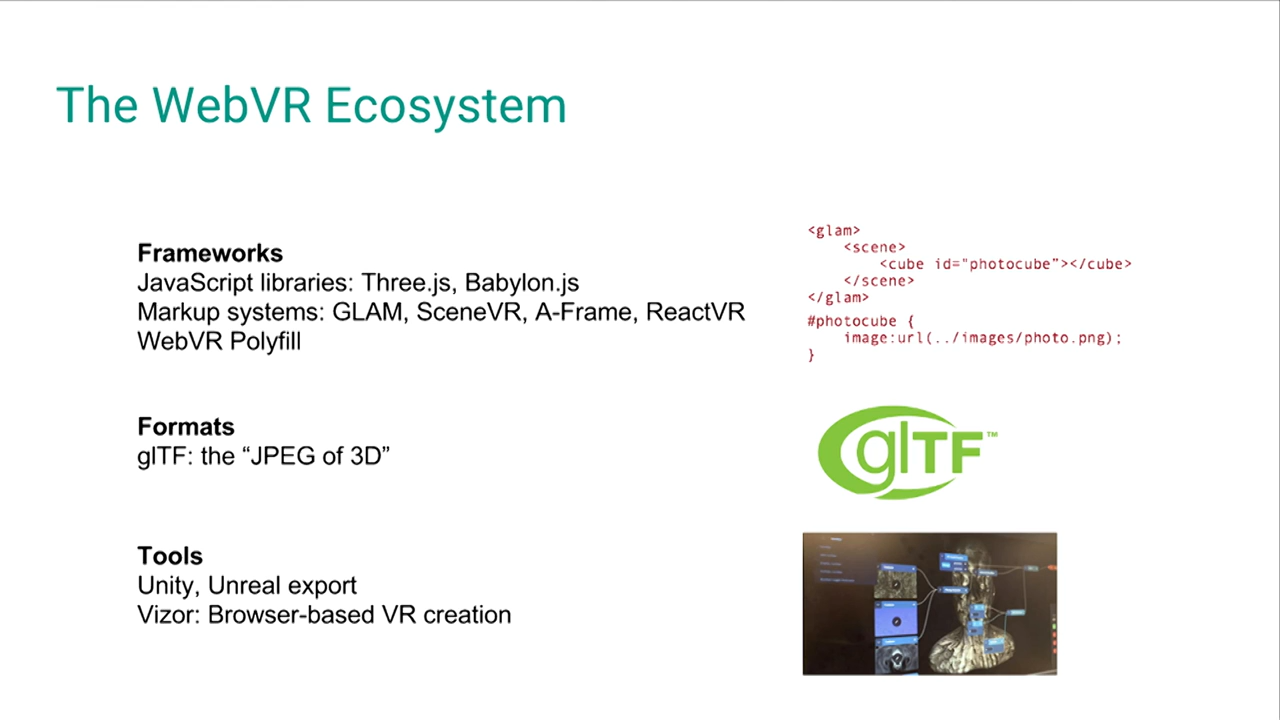 The WebVR Ecosystem
Frameworks
JavaScript libraries: Three.js, Babylon.js
Markup systems: GLAM, SceneVR, A-Frame, ReactVR
WebVR Polyfill
<glam>
<scene>
<cube id="photocube"></cube>
</scene>
</glam>
#photocube {
image:url(../images/photo.png);
}
Formats
glTF: the “JPEG of 3D”
glTF™
Tools
Unity, Unreal export
Vizor: Browser-based VR creation